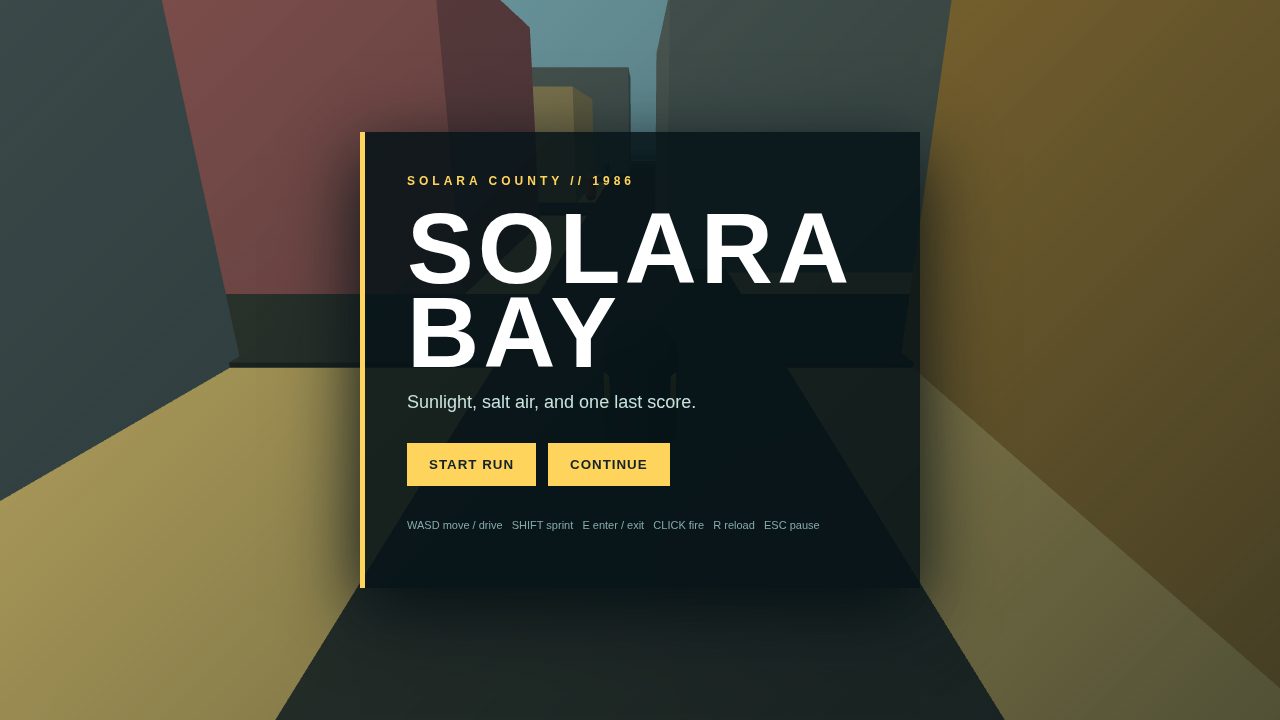 SOLARA COUNTY // 1986
SOLARA
BAY
Sunlight, salt air, and one last score.
START RUN CONTINUE
WASD move / drive SHIFT sprint E enter / exit CLICK fire R reload ESC pause